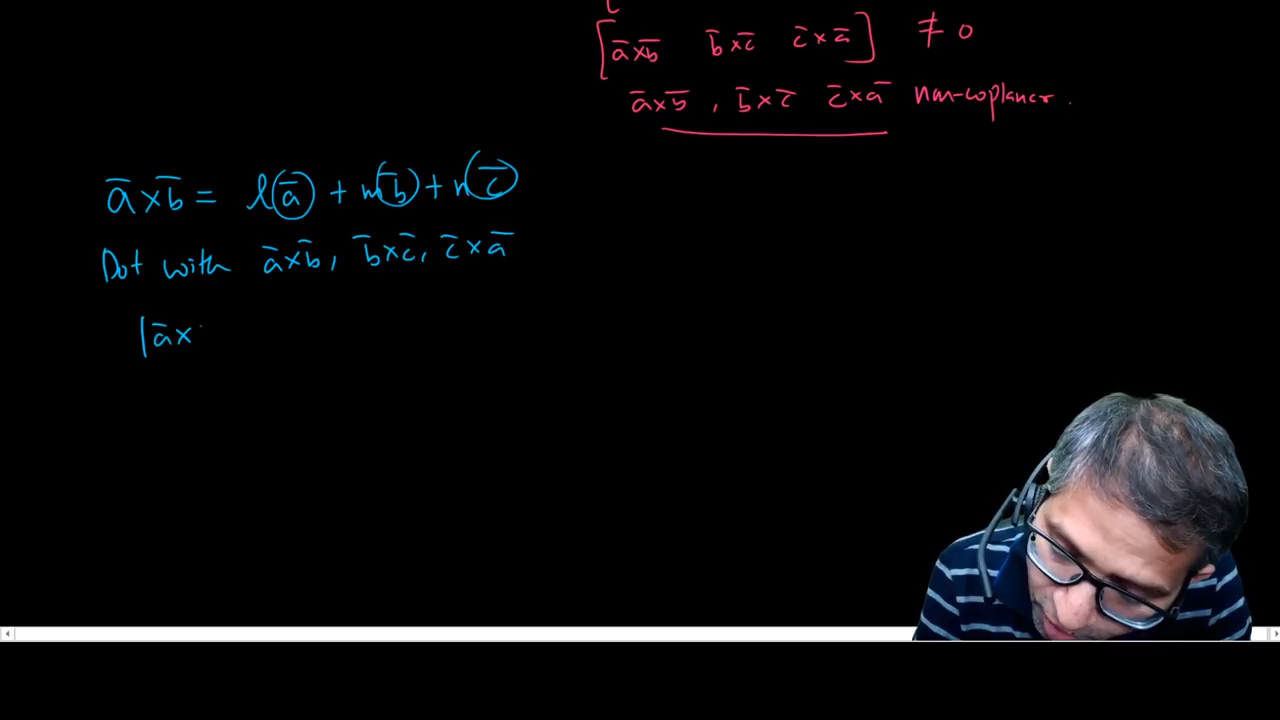 [a̅×b̅ b̅×c̅ c̅×a̅] ≠ 0
a̅×b̅ , b̅×c̅ c̅×a̅ non-coplanar.
a̅×b̅ = l(a̅) + m(b̅) + n(c̅)
Dot with a̅×b̅, b̅×c̅, c̅×a̅
|a̅×